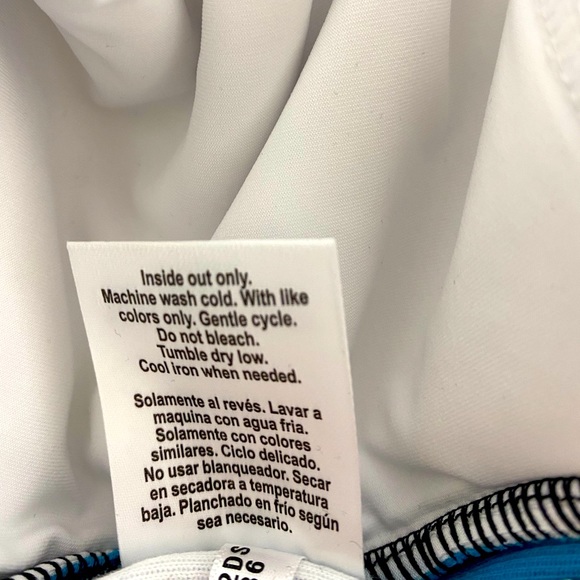 Inside out only.
Machine wash cold. With like
colors only. Gentle cycle.
Do not bleach.
Tumble dry low.
Cool iron when needed.
Solamente al revés. Lavar a
maquina con agua fria.
Solamente con colores
similares. Ciclo delicado.
No usar blanqueador. Secar
en secadora a temperatura
baja. Planchado en frío según
sea necesario.